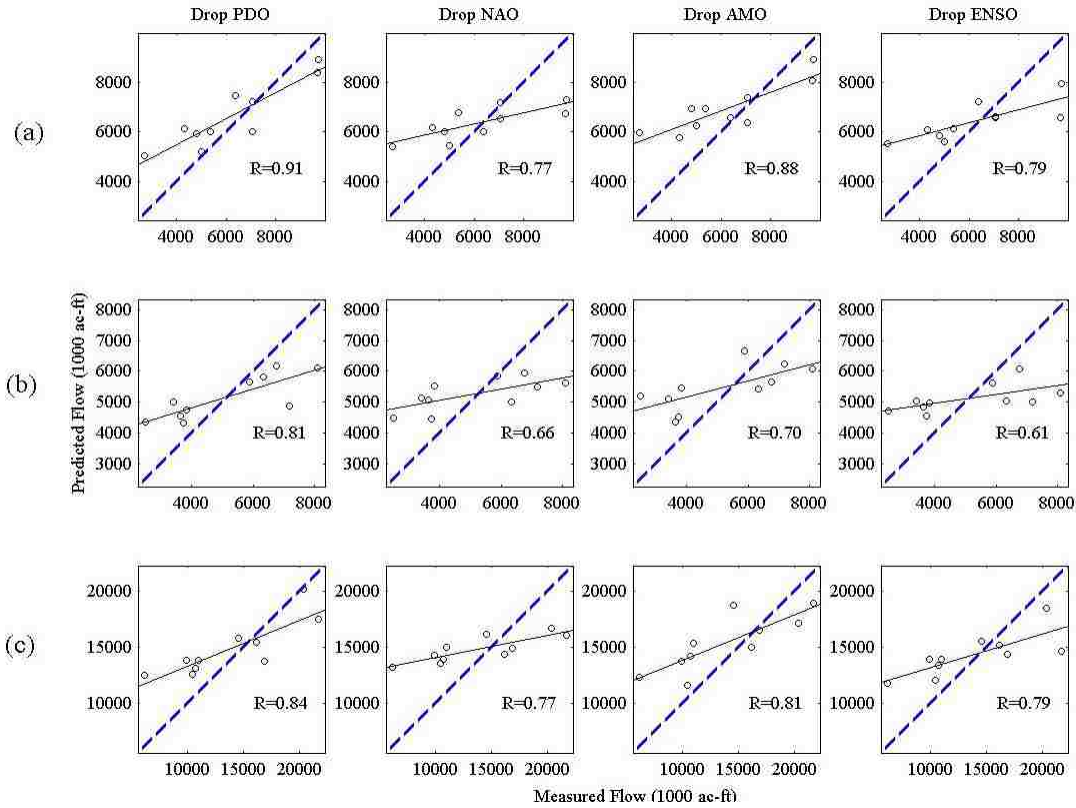 Drop PDO Drop NAO Drop AMO Drop ENSO
(a)
8000 8000 8000 8000
6000 6000 6000 6000
R=0.91 R=0.77 R=0.88 R=0.79
4000 4000 4000 4000
4000 6000 8000 4000 6000 8000 4000 6000 8000 4000 6000 8000
Predicted Flow (1000 ac-ft)
(b)
8000 8000 8000 8000
7000 7000 7000 7000
6000 6000 6000 6000
5000 5000 5000 5000
4000 4000 4000 4000
R=0.81 R=0.66 R=0.70 R=0.61
3000 3000 3000 3000
4000 6000 8000 4000 6000 8000 4000 6000 8000 4000 6000 8000
(c)
20000 20000 20000 20000
15000 15000 15000 15000
10000 10000 10000 10000
R=0.84 R=0.77 R=0.81 R=0.79
10000 15000 20000 10000 15000 20000 10000 15000 20000 10000 15000 20000
Measured Flow (1000 ac-ft)